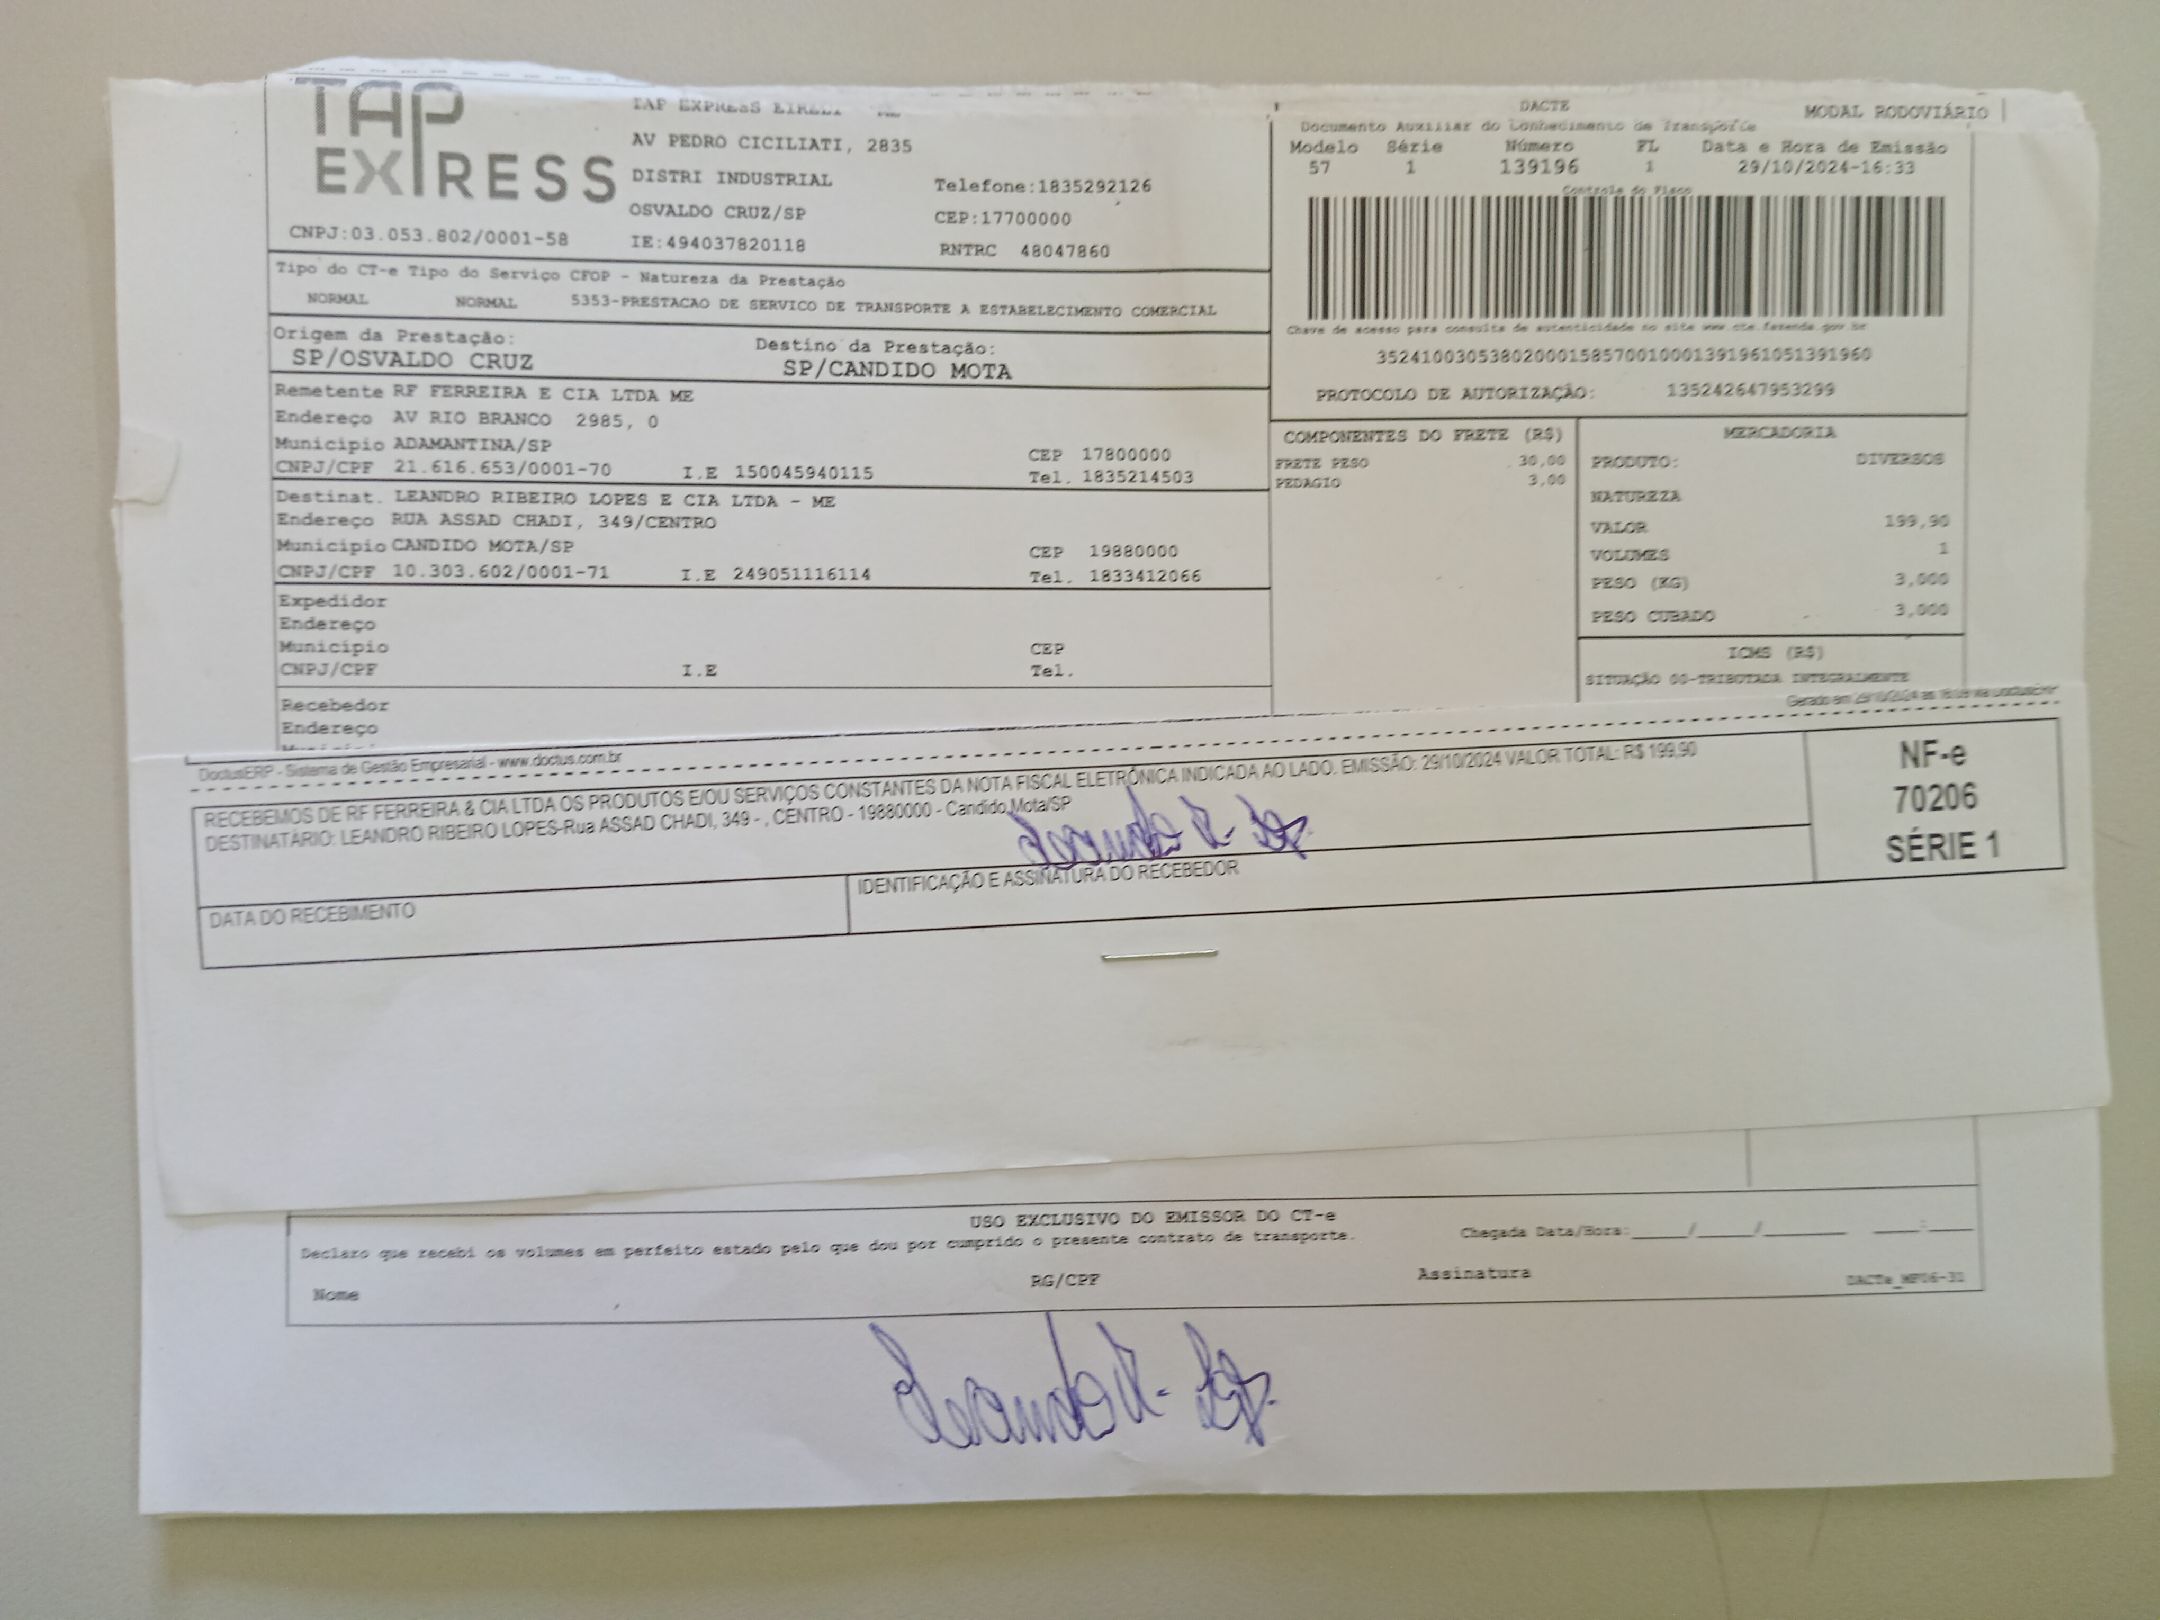 TAP
EXPRESS
CNPJ:03.053.802/0001-58
TAP EXPRESS EIRELI
AV PEDRO CICILIATI, 2835
DISTRI INDUSTRIAL
Telefone:1835292126
OSVALDO CRUZ/SP
CEP:17700000
IE:494037820118
RNTRC 48047860
DACTE
MODAL RODOVIÁRIO
Documento Auxiliar do Conhecimento de Transporte
Modelo Série Número FL Data e Hora de Emissão
57 1 139196 1 29/10/2024-16:33
Controle do Fisco
Chave de acesso para consulta de autenticidade no site www.cte.fazenda.gov.br
35241003053802000158570010001391961051391960
PROTOCOLO DE AUTORIZAÇÃO: 135242647953299
Tipo do CT-e Tipo do Serviço CFOP - Natureza da Prestação
NORMAL NORMAL 5353-PRESTACAO DE SERVICO DE TRANSPORTE A ESTABELECIMENTO COMERCIAL
Origem da Prestação: Destino da Prestação:
SP/OSVALDO CRUZ SP/CANDIDO MOTA
Remetente RF FERREIRA E CIA LTDA ME
Endereço AV RIO BRANCO 2985, 0
Municipio ADAMANTINA/SP CEP 17800000
CNPJ/CPF 21.616.653/0001-70 I.E 150045940115 Tel. 1835214503
Destinat. LEANDRO RIBEIRO LOPES E CIA LTDA - ME
Endereco RUA ASSAD CHADI, 349/CENTRO
Municipio CANDIDO MOTA/SP CEP 19880000
CNPJ/CPF 10.303.602/0001-71 I.E 249051116114 Tel. 1833412066
Expedidor
Endereço
Município CEP
CNPJ/CPF I.E Tel.
Recebedor
Endereço
COMPONENTES DO FRETE (R$)
FRETE PESO 30,00
PEDAGIO 3,00
MERCADORIA
PRODUTO: DIVERSOS
NATUREZA
VALOR 199,90
VOLUMES 1
PESO (KG) 3,000
PESO CUBADO 3,000
ICMS (R$)
SITUAÇÃO 00-TRIBUTADA INTEGRALMENTE
DoctusERP - Sistema de Gestão Empresarial - www.doctus.com.br
RECEBEMOS DE RF FERREIRA & CIA LTDA OS PRODUTOS E/OU SERVIÇOS CONSTANTES DA NOTA FISCAL ELETRÔNICA INDICADA AO LADO. EMISSÃO: 29/10/2024 VALOR TOTAL: R$ 199,90
DESTINATÁRIO: LEANDRO RIBEIRO LOPES-Rua ASSAD CHADI, 349 - , CENTRO - 19880000 - Candido Mota/SP
Leandro R. Lop.
DATA DO RECEBIMENTO
IDENTIFICAÇÃO E ASSINATURA DO RECEBEDOR
NF-e
70206
SÉRIE 1
USO EXCLUSIVO DO EMISSOR DO CT-e
Declaro que recebi os volumes em perfeito estado pelo que dou por cumprido o presente contrato de transporte.
Chegada Data/Hora:_____/_____/_______ ____:____
Nome RG/CPF Assinatura
Leandro R. Lop.